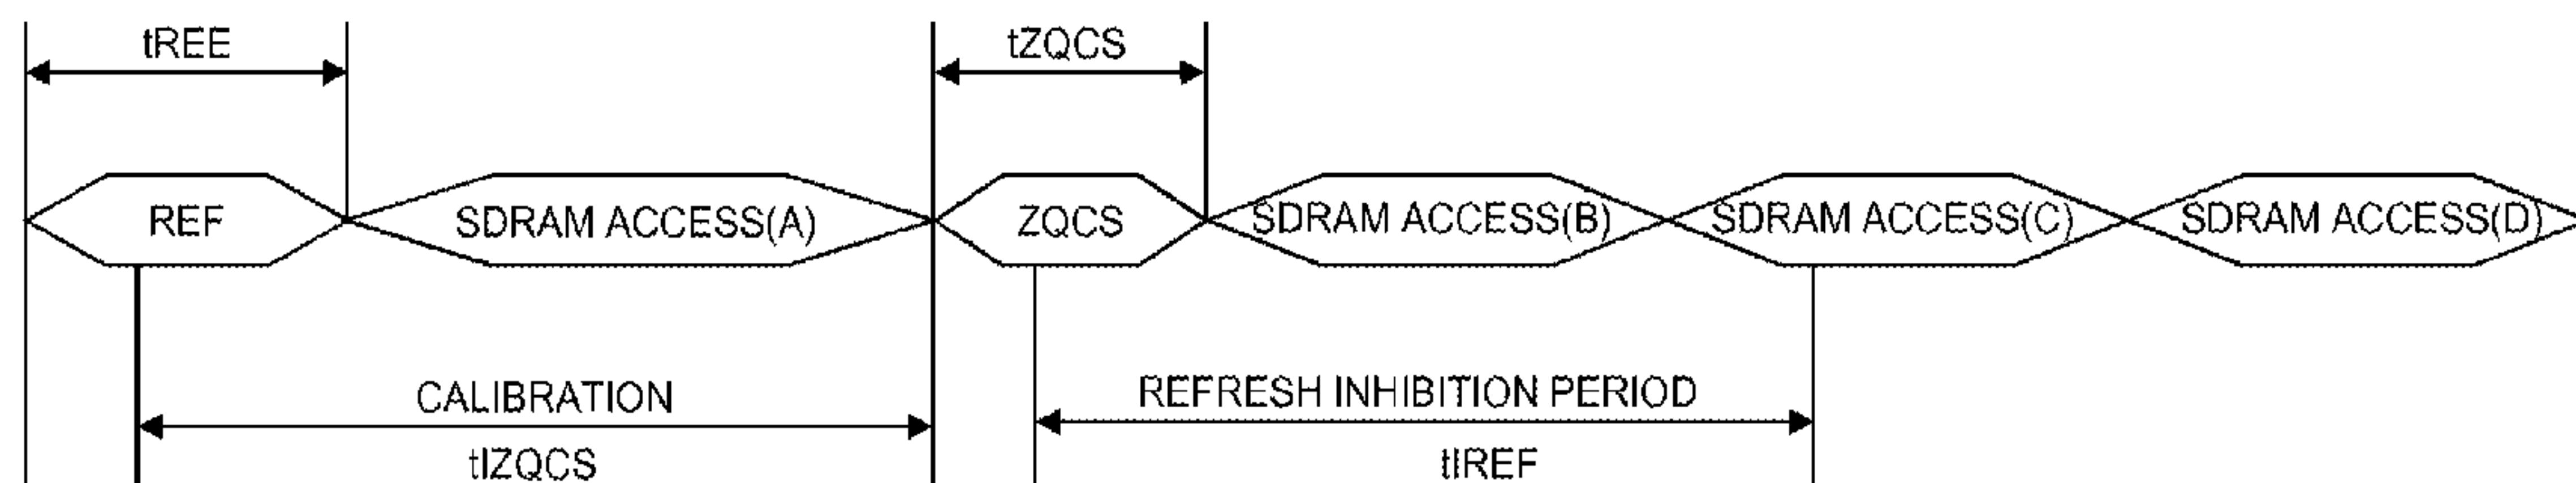 tREE
tZQCS
REF
SDRAM ACCESS(A)
ZQCS
SDRAM ACCESS(B)
SDRAM ACCESS(C)
SDRAM ACCESS(D)
CALIBRATION
REFRESH INHIBITION PERIOD
tIZQCS
tIREF